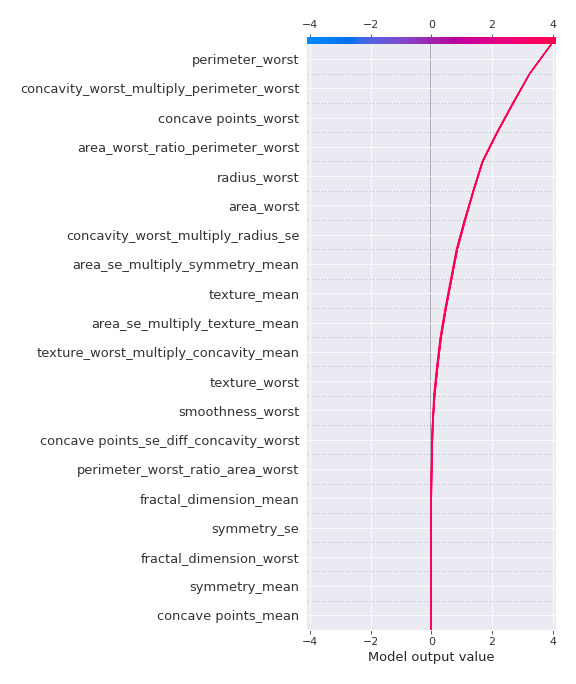 −4 −2 0 2 4
perimeter_worst
concavity_worst_multiply_perimeter_worst
concave points_worst
area_worst_ratio_perimeter_worst
radius_worst
area_worst
concavity_worst_multiply_radius_se
area_se_multiply_symmetry_mean
texture_mean
area_se_multiply_texture_mean
texture_worst_multiply_concavity_mean
texture_worst
smoothness_worst
concave points_se_diff_concavity_worst
perimeter_worst_ratio_area_worst
fractal_dimension_mean
symmetry_se
fractal_dimension_worst
symmetry_mean
concave points_mean
−4 −2 0 2 4
Model output value